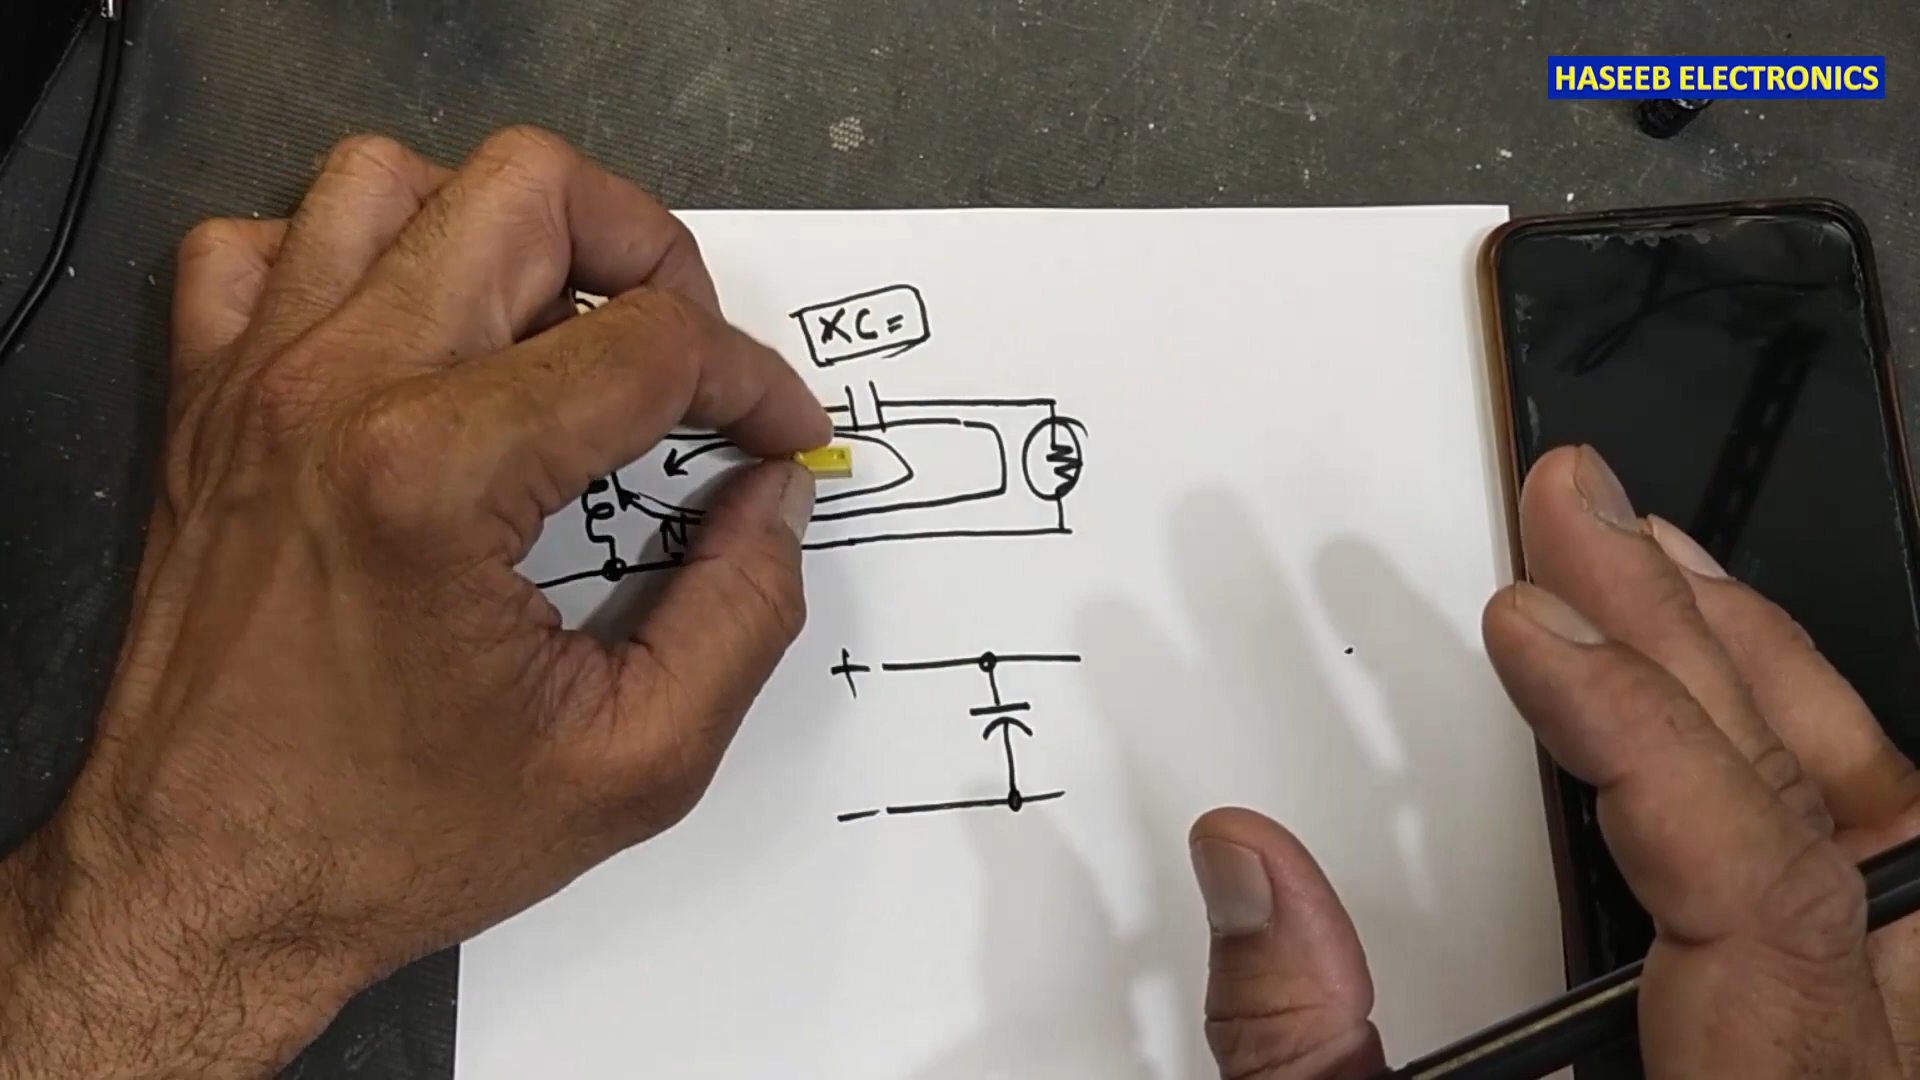 HASEEB ELECTRONICS
XC=
N
+
-